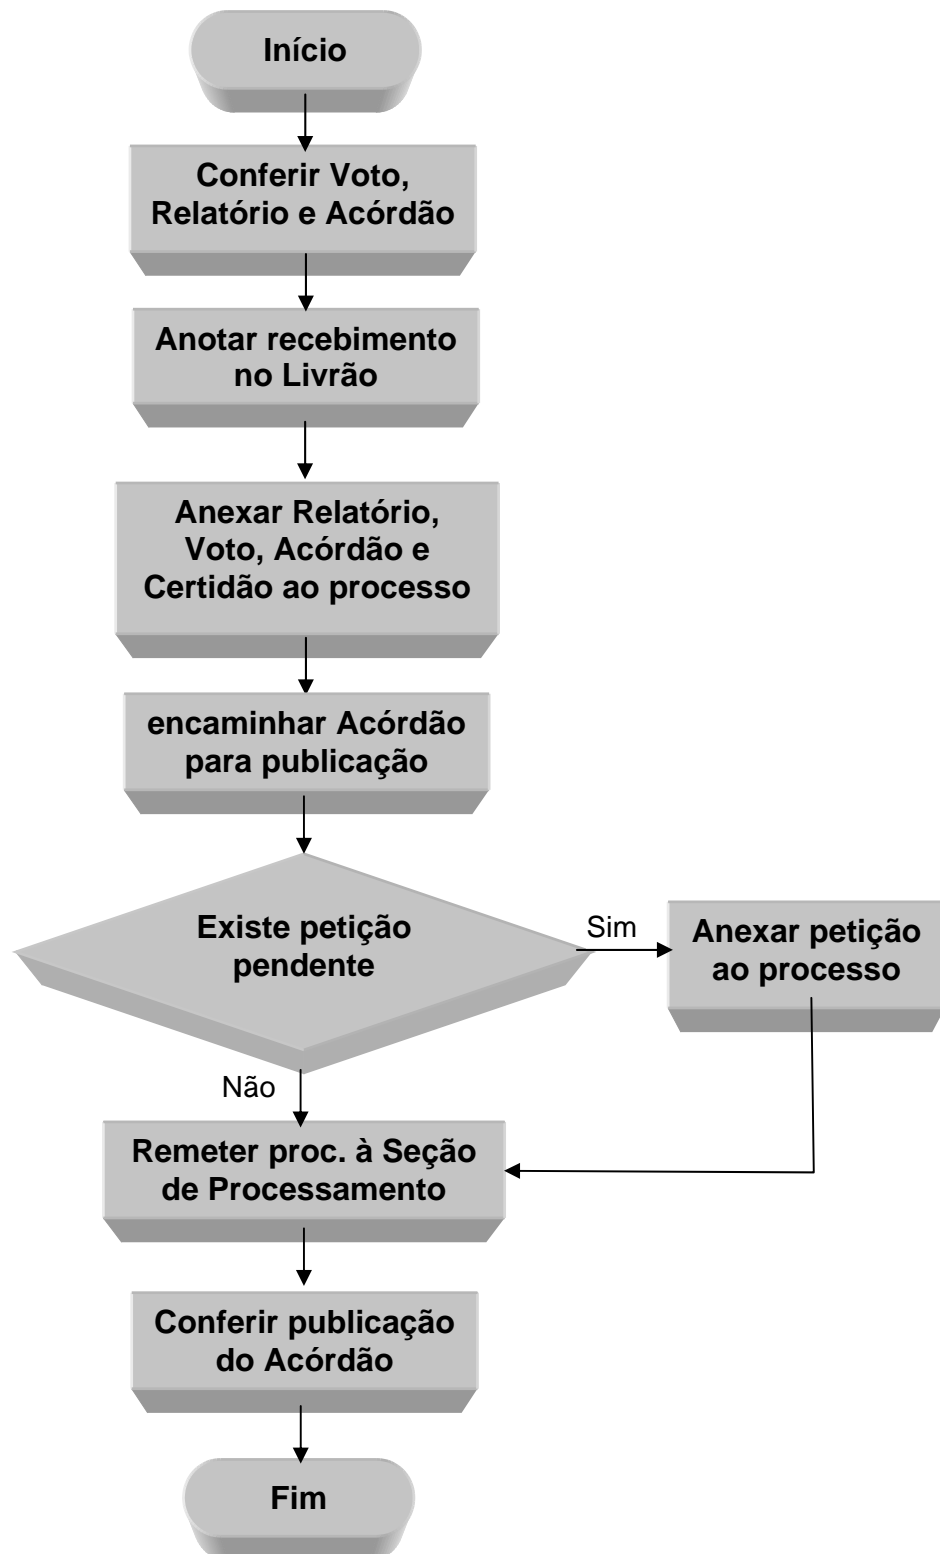 Início
Conferir Voto,
Relatório e Acórdão
Anotar recebimento
no Livrão
Anexar Relatório,
Voto, Acórdão e
Certidão ao processo
encaminhar Acórdão
para publicação
Existe petição
pendente
Sim
Anexar petição
ao processo
Não
Remeter proc. à Seção
de Processamento
Conferir publicação
do Acórdão
Fim